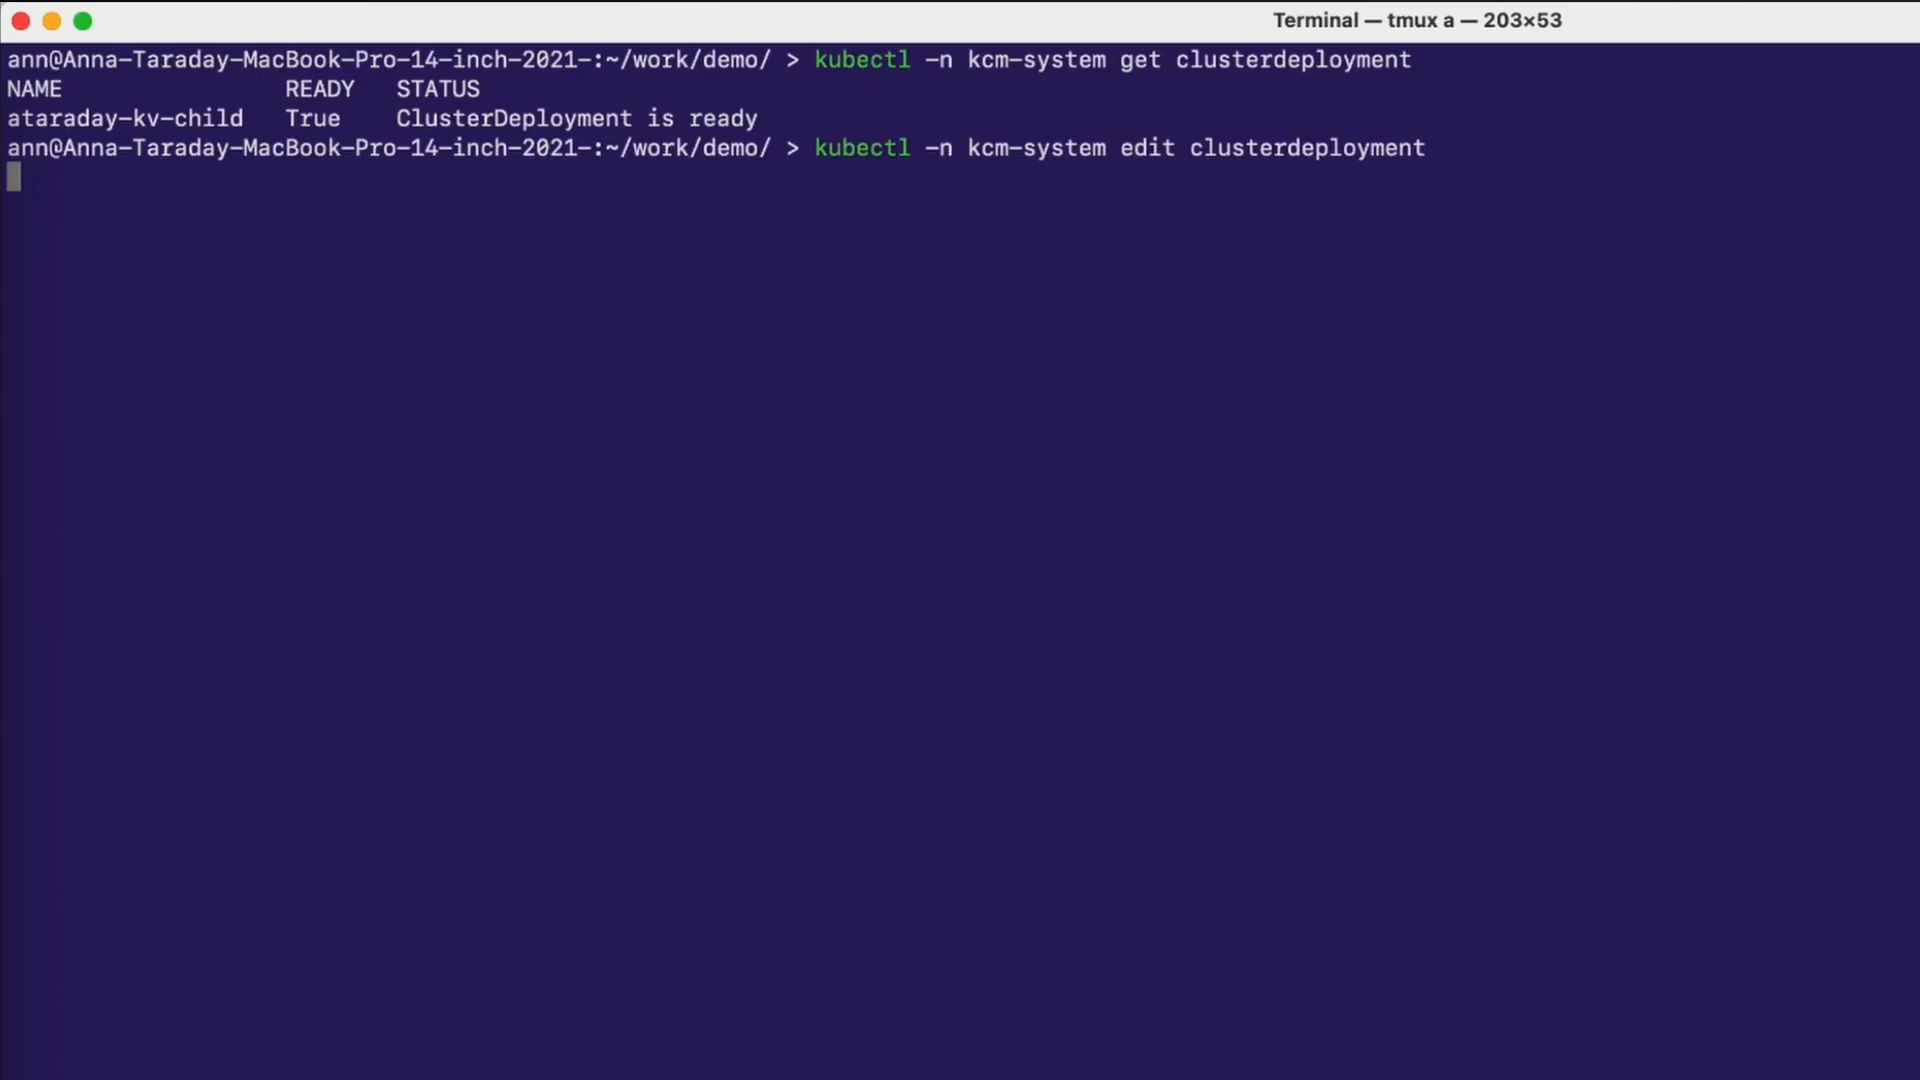 Terminal — tmux a — 203×53
ann@Anna-Taraday-MacBook-Pro-14-inch-2021-:~/work/demo/ > kubectl -n kcm-system get clusterdeployment
NAME                READY   STATUS
ataraday-kv-child   True    ClusterDeployment is ready
ann@Anna-Taraday-MacBook-Pro-14-inch-2021-:~/work/demo/ > kubectl -n kcm-system edit clusterdeployment